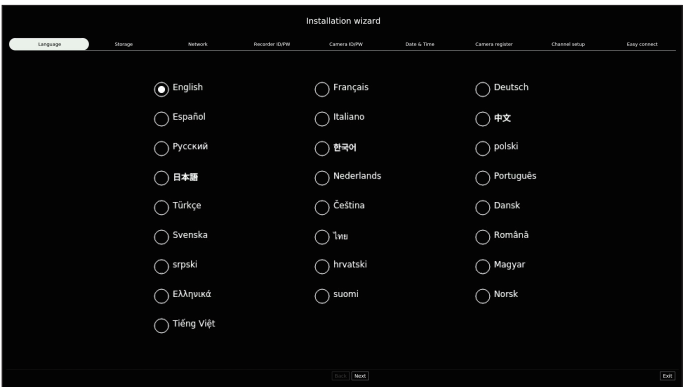 Installation wizard
Language Storage Network Recorder ID/PW Camera ID/PW Date & Time Camera register Channel setup Easy connect
English Français Deutsch
Español Italiano 中文
Русский 한국어 polski
日本語 Nederlands Português
Türkçe Čeština Dansk
Svenska ไทย Română
srpski hrvatski Magyar
Ελληνικά suomi Norsk
Tiếng Việt
Back Next Exit